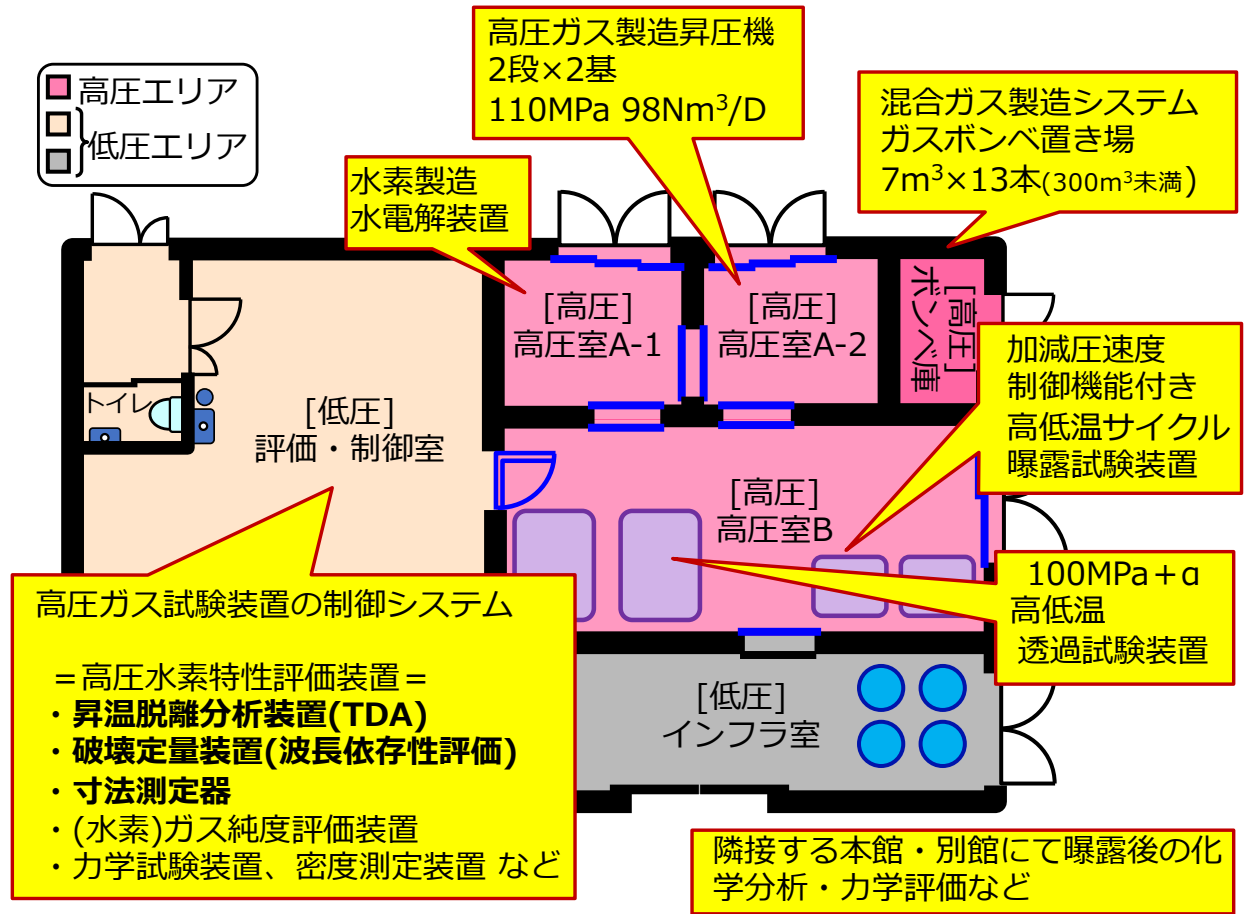 高圧エリア
低圧エリア
高圧ガス製造昇圧機
2段×2基
110MPa 98Nm³/D
混合ガス製造システム
ガスボンベ置き場
7m³×13本(300m³未満)
水素製造
水電解装置
[高圧]
高圧室A-1
[高圧]
高圧室A-2
[高圧]
ボンベ庫
加減圧速度
制御機能付き
高低温サイクル
曝露試験装置
トイレ
[低圧]
評価・制御室
[高圧]
高圧室B
100MPa+α
高低温
透過試験装置
高圧ガス試験装置の制御システム
=高圧水素特性評価装置=
・昇温脱離分析装置(TDA)
・破壊定量装置(波長依存性評価)
・寸法測定器
・(水素)ガス純度評価装置
・力学試験装置、密度測定装置 など
[低圧]
インフラ室
隣接する本館・別館にて曝露後の化
学分析・力学評価など